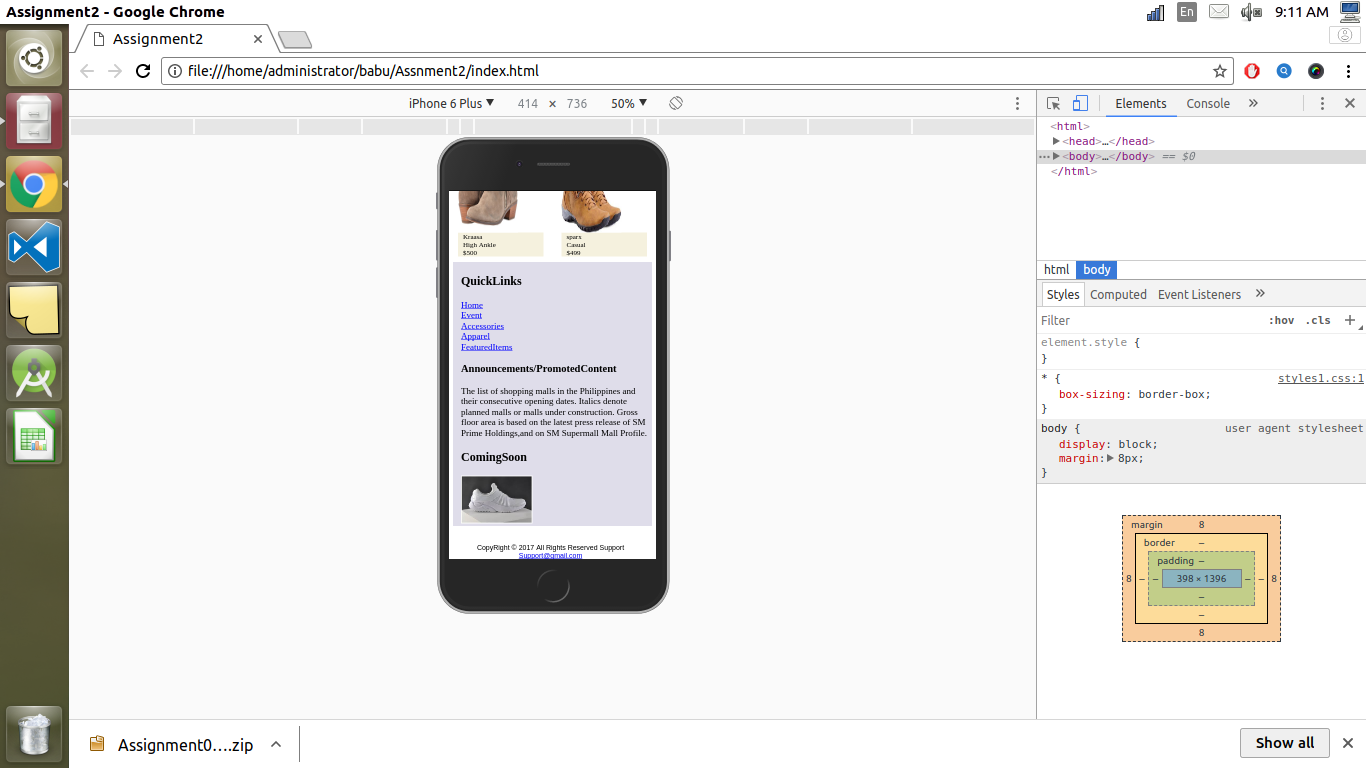 Assignment2 - Google Chrome
En
9:11 AM
Assignment2
file:///home/administrator/babu/Assnment2/index.html
iPhone 6 Plus ▼ 414 × 736 50% ▼
Elements Console »
<html>
▶<head>…</head>
…▶<body>…</body> == $0
</html>
html body
Styles Computed Event Listeners »
Filter :hov .cls +
element.style {
}
* { styles1.css:1
box-sizing: border-box;
}
body { user agent stylesheet
display: block;
margin:▶ 8px;
}
margin 8
border –
padding –
8 – – 398 × 1396 – – 8
–
–
8
Kraasa
High Ankle
$500
sparx
Casual
$499
QuickLinks
Home
Event
Accessories
Apparel
FeaturedItems
Announcements/PromotedContent
The list of shopping malls in the Philippines and
their consecutive opening dates. Italics denote
planned malls or malls under construction. Gross
floor area is based on the latest press release of SM
Prime Holdings,and on SM Supermall Mall Profile.
ComingSoon
CopyRight © 2017 All Rights Reserved Support
Support@gmail.com
Assignment0....zip
Show all